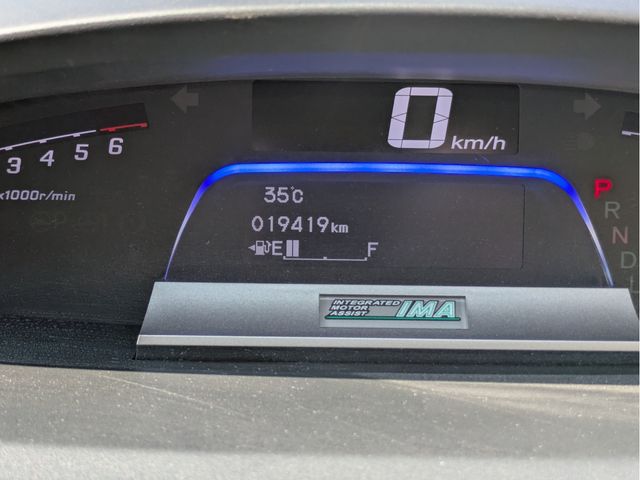 0 km/h
3 4 5 6
x1000r/min
35°C
019419km
E F
P
R
N
D
L
INTEGRATED
MOTOR
ASSIST
IMA